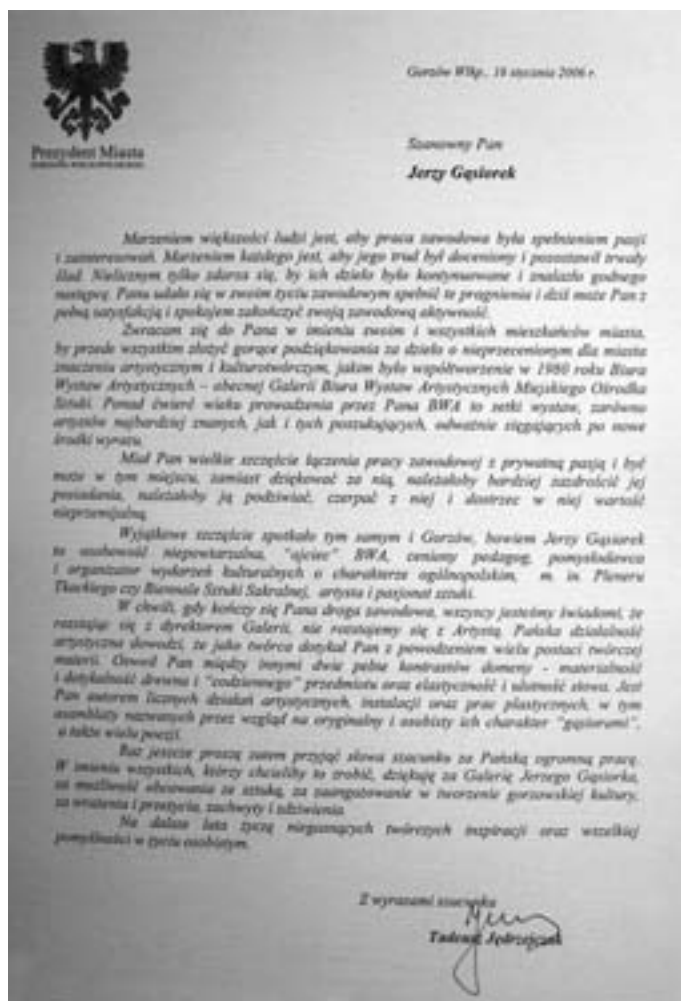 Gorzów Wlkp., 18 stycznia 2006 r.
Prezydent Miasta
Szanowny Pan
Jerzy Gąsiorek
Marzeniem większości ludzi jest, aby praca zawodowa była spełnieniem pasji
i zainteresowań. Marzeniem każdego jest, aby jego trud był doceniony i pozostawił trwały
ślad. Nielicznym tylko zdarza się, by ich dzieło było kontynuowane i znalazło godnego
następcę. Panu udało się w swoim życiu zawodowym spełnić te pragnienia i dziś może Pan z
pełną satysfakcją i spokojem zakończyć swoją zawodową aktywność.
Zwracam się do Pana w imieniu swoim i wszystkich mieszkańców miasta,
by przede wszystkim złożyć gorące podziękowania za dzieło o nieprzecenionym dla miasta
znaczeniu artystycznym i kulturotwórczym, jakim było współtworzenie w 1980 roku Biura
Wystaw Artystycznych – obecnej Galerii Biura Wystaw Artystycznych Miejskiego Ośrodka
Sztuki. Ponad ćwierć wieku prowadzenia przez Pana BWA to setki wystaw, zarówno
artystów najbardziej znanych, jak i tych poszukujących, odważnie sięgających po nowe
środki wyrazu.
Miał Pan wielkie szczęście łączenia pracy zawodowej z prywatną pasją i być
może w tym miejscu, zamiast dziękować za nią, należałoby bardziej zazdrościć jej
posiadania, należałoby ją podziwiać, czerpać z niej i dostrzec w niej wartość
nieprzemijalną.
Wyjątkowe szczęście spotkało tym samym i Gorzów, bowiem Jerzy Gąsiorek
to osobowość niepowtarzalna, "ojciec" BWA, ceniony pedagog, pomysłodawca
i organizator wydarzeń kulturalnych o charakterze ogólnopolskim, m. in. Pleneru
Tkackiego czy Biennale Sztuki Sakralnej, artysta i pasjonat sztuki.
W chwili, gdy kończy się Pana droga zawodowa, wszyscy jesteśmy świadomi, że
rozstając się z dyrektorem Galerii, nie rozstajemy się z Artystą. Pańska działalność
artystyczna dowodzi, że jako twórca dotykał Pan z powodzeniem wielu postaci twórczej
materii. Oswoił Pan między innymi dwie pełne kontrastów domeny - materialność
i dotykalność drewna i "codziennego" przedmiotu oraz elastyczność i ulotność słowa. Jest
Pan autorem licznych działań artystycznych, instalacji oraz prac plastycznych, w tym
asamblaży nazwanych przez wzgląd na oryginalny i osobisty ich charakter "gąsiorami",
a także wielu poezji.
Raz jeszcze proszę zatem przyjąć słowa szacunku za Pańską ogromną pracę.
W imieniu wszystkich, którzy chcieliby to zrobić, dziękuję za Galerię Jerzego Gąsiorka,
za możliwość obcowania ze sztuką, za zaangażowanie w tworzenie gorzowskiej kultury,
za wrażenia i przeżycia, zachwyty i zdziwienia.
Na dalsze lata życzę niegasnących twórczych inspiracji oraz wszelkiej
pomyślności w życiu osobistym.
Z wyrazami szacunku
Tadeusz Jędrzejczak